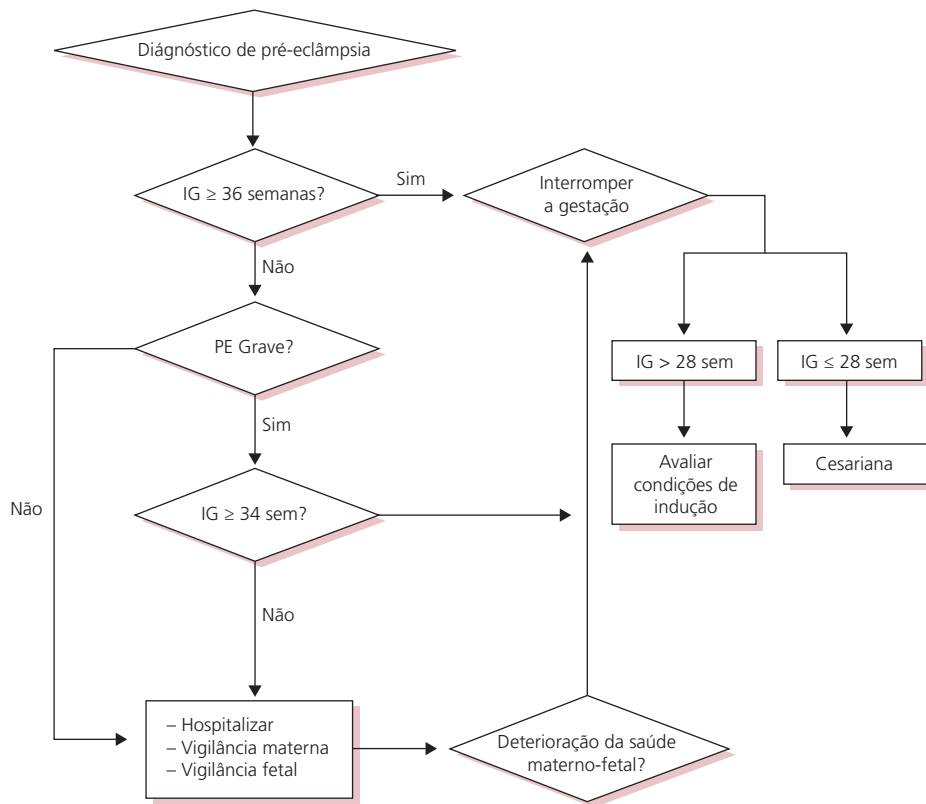 Diágnóstico de pré-eclâmpsia
IG ≥ 36 semanas?
Sim
Interromper
a gestação
Não
PE Grave?
IG > 28 sem
IG ≤ 28 sem
Sim
Avaliar
condições de
indução
Cesariana
Não
IG ≥ 34 sem?
Não
– Hospitalizar
– Vigilância materna
– Vigilância fetal
Deterioração da saúde
materno-fetal?